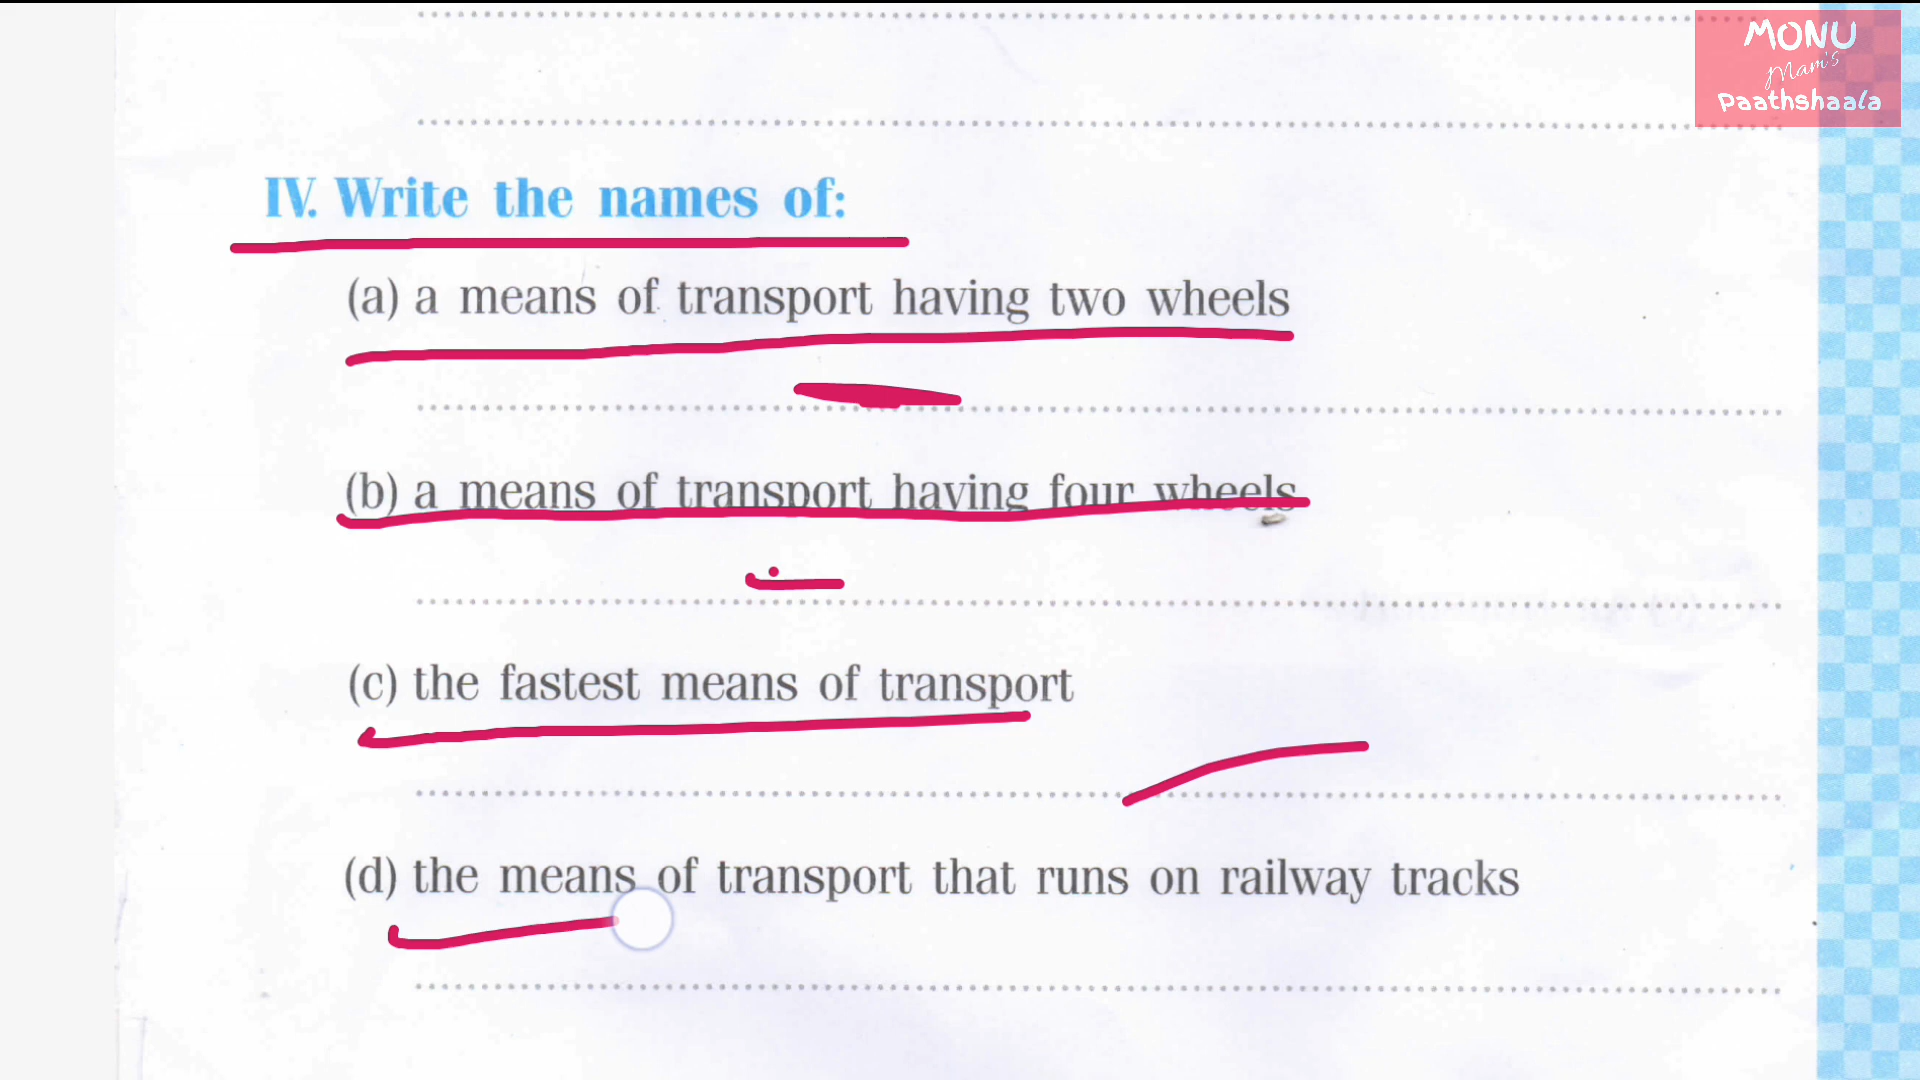 MONU
Mam's
Paathshaala
IV. Write the names of:
(a) a means of transport having two wheels
(b) a means of transport having four wheels
(c) the fastest means of transport
(d) the means of transport that runs on railway tracks